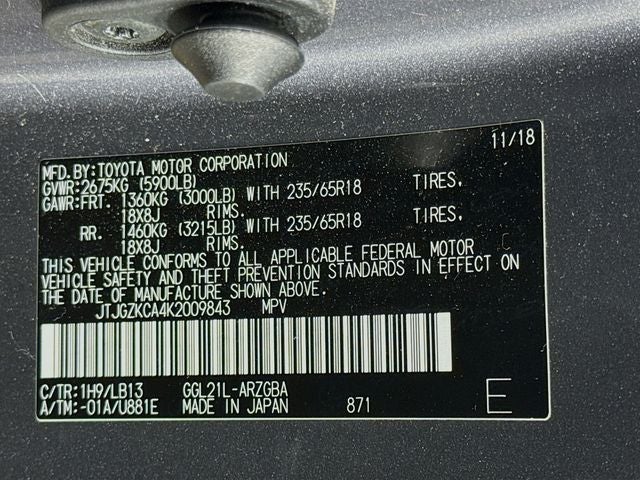 11/18
MFD.BY:TOYOTA MOTOR CORPORATION
GVWR:2675KG (5900LB)
GAWR:FRT. 1360KG (3000LB) WITH 235/65R18 TIRES.
18X8J RIMS.
RR. 1460KG (3215LB) WITH 235/65R18 TIRES.
18X8J RIMS.
THIS VEHICLE CONFORMS TO ALL APPLICABLE FEDERAL MOTOR
VEHICLE SAFETY AND THEFT PREVENTION STANDARDS IN EFFECT ON
THE DATE OF MANUFACTURE SHOWN ABOVE.
JTJGZKCA4K2009843 MPV
C/TR:1H9/LB13 GGL21L-ARZGBA
A/TM:-01A/U881E MADE IN JAPAN 871 E